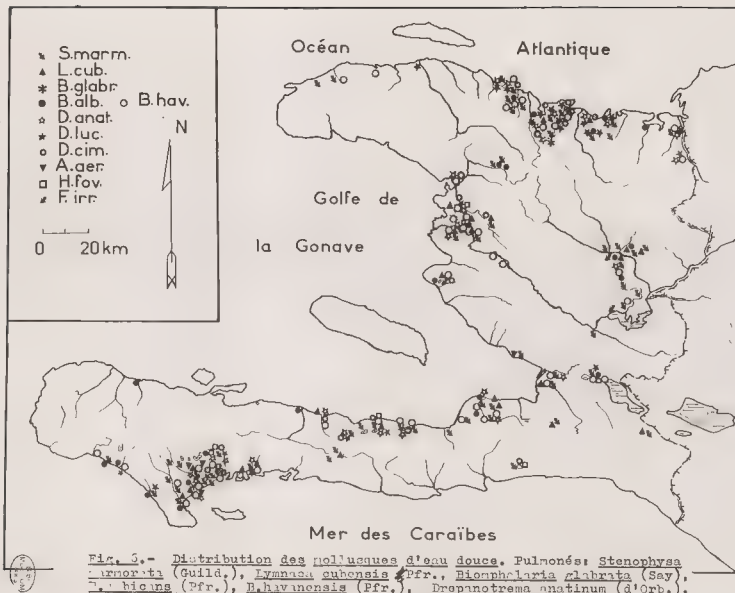 Océan Atlantique
S.marm.
L.cub.
B.glabr.
B.alb. B.hav.
D.anat.
D.luc.
D.cim.
A.aer.
H.fov.
F.irr.
N
0 20km
Golfe de
la Gonave
Mer des Caraïbes
Fig. .- Distribution des mollusques d'eau douce. Pulmonés: Stenophysa
(Guild.), Lymnaea cubensis Pfr., Biomphalaria glabrata (Say),
(Pfr.), B.havanensis (Pfr.), Drepanotrema anatinum (d'Orb.).